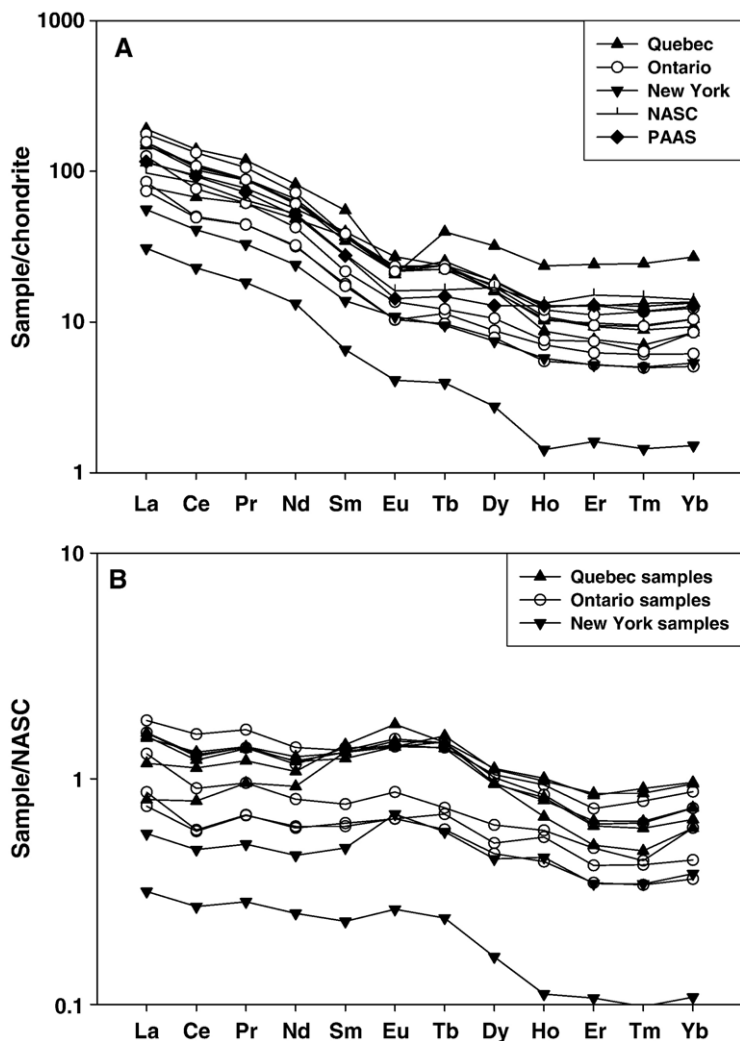 1000
A
Quebec
Ontario
New York
NASC
PAAS
100
Sample/chondrite
10
1
La Ce Pr Nd Sm Eu Tb Dy Ho Er Tm Yb
10
B
Quebec samples
Ontario samples
New York samples
Sample/NASC
1
0.1
La Ce Pr Nd Sm Eu Tb Dy Ho Er Tm Yb